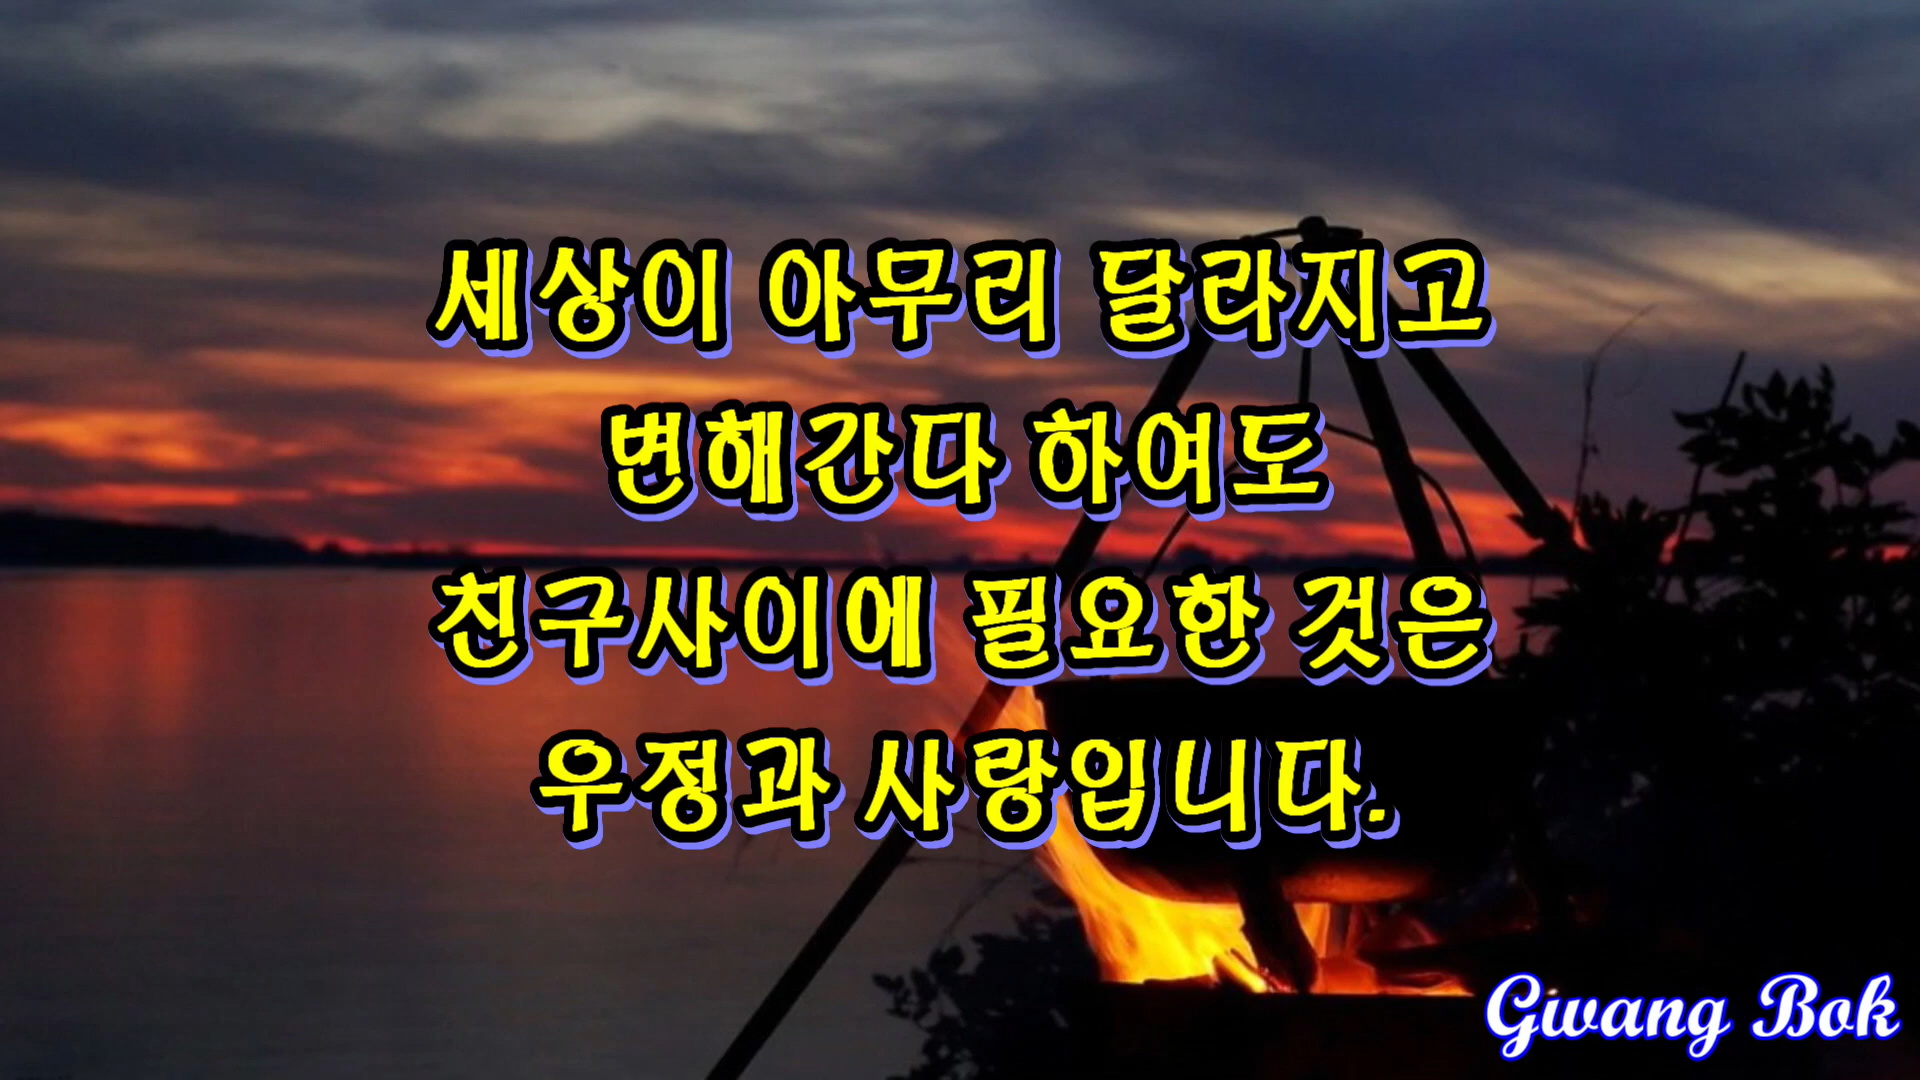 세상이 아무리 달라지고
변해간다 하여도
친구사이에 필요한 것은
우정과 사랑입니다.
Gwang Bok